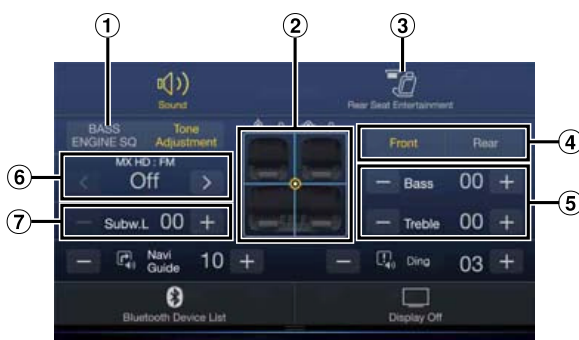 1
2
3
Sound
Rear Seat Entertainment
BASS
ENGINE SQ
Tone
Adjustment
Front
Rear
4
6
MX HD : FM
< Off >
− Bass 00 +
5
7
− Subw.L 00 +
− Treble 00 +
− Navi
Guide 10 +
− Ding 03 +
Bluetooth Device List
Display Off